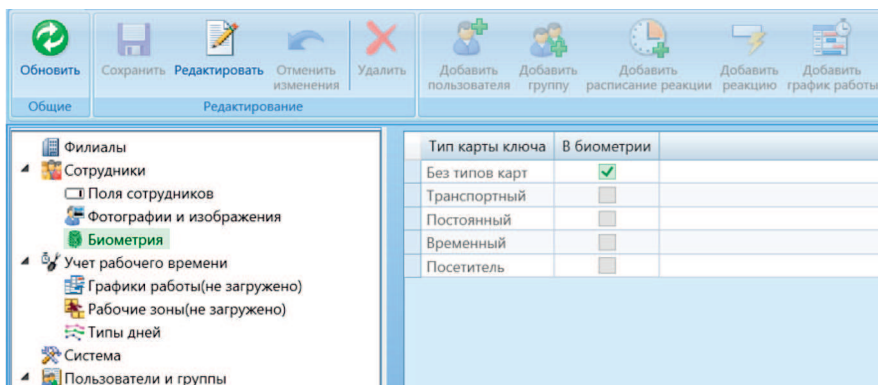 Обновить
Сохранить Редактировать Отменить изменения Удалить
Добавить пользователя Добавить группу Добавить расписание реакции Добавить реакцию Добавить график работы
Общие Редактирование
Филиалы
Сотрудники
Поля сотрудников
Фотографии и изображения
Биометрия
Учет рабочего времени
Графики работы(не загружено)
Рабочие зоны(не загружено)
Типы дней
Система
Пользователи и группы
Тип карты ключа В биометрии
Без типов карт
Транспортный
Постоянный
Временный
Посетитель